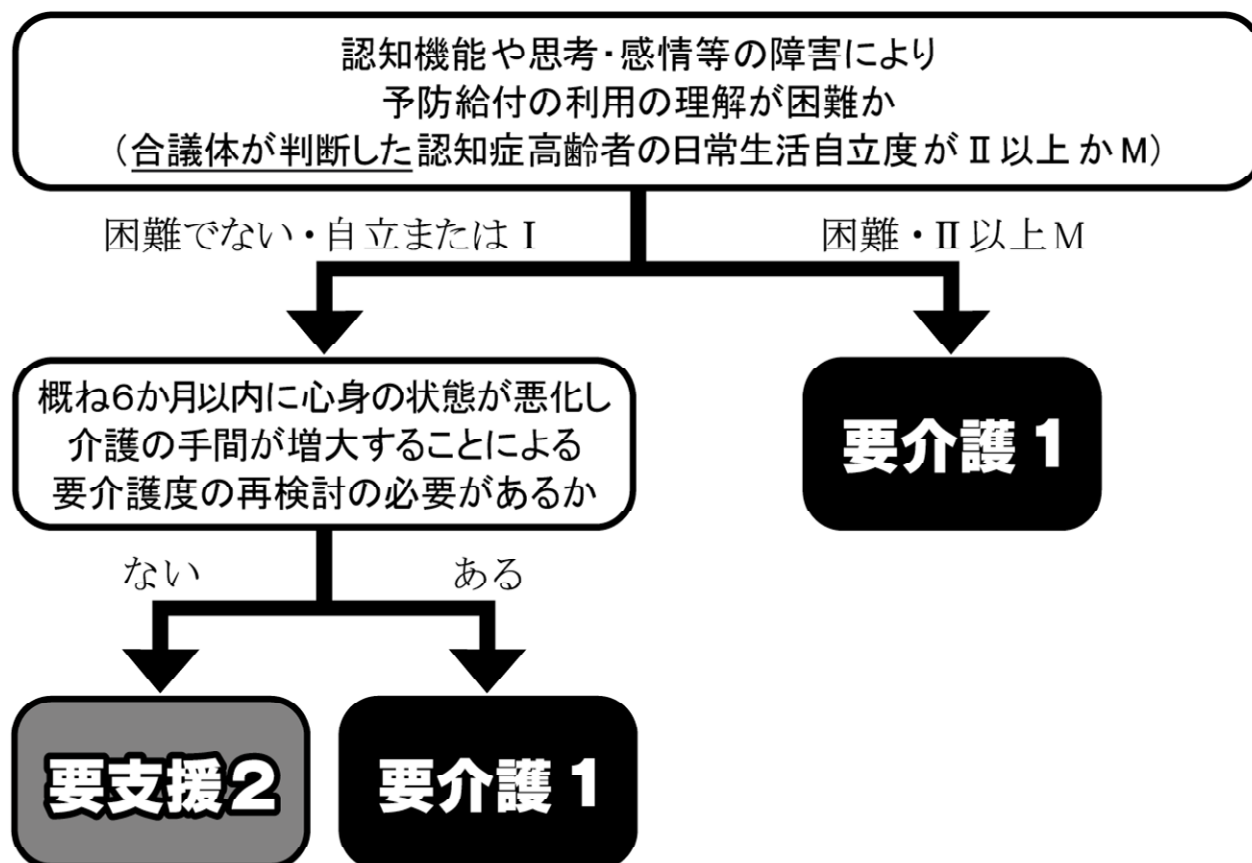 認知機能や思考・感情等の障害により
予防給付の利用の理解が困難か
（合議体が判断した認知症高齢者の日常生活自立度がⅡ以上かM）
困難でない・自立またはⅠ
困難・Ⅱ以上M
概ね６か月以内に心身の状態が悪化し
介護の手間が増大することによる
要介護度の再検討の必要があるか
要介護１
ない
ある
要支援２
要介護１